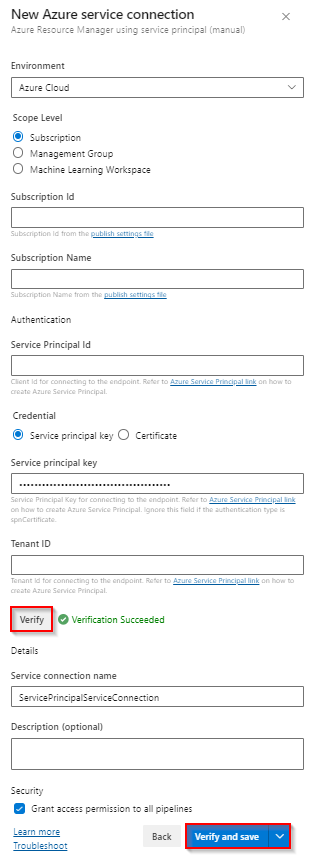 New Azure service connection
Azure Resource Manager using service principal (manual)
Environment
Azure Cloud
Scope Level
Subscription
Management Group
Machine Learning Workspace
Subscription Id
Subscription Id from the publish settings file
Subscription Name
Subscription Name from the publish settings file
Authentication
Service Principal Id
Client Id for connecting to the endpoint. Refer to Azure Service Principal link on how to
create Azure Service Principal.
Credential
Service principal key Certificate
Service principal key
••••••••••••••••••••••••••••••••••••••••
Service Principal Key for connecting to the endpoint. Refer to Azure Service Principal link
on how to create Azure Service Principal. Ignore this field if the authentication type is
spnCertificate.
Tenant ID
Tenant Id for connecting to the endpoint. Refer to Azure Service Principal link on how to
create Azure Service Principal.
Verify Verification Succeeded
Details
Service connection name
ServicePrincipalServiceConnection
Description (optional)
Security
Grant access permission to all pipelines
Learn more
Troubleshoot
Back Verify and save